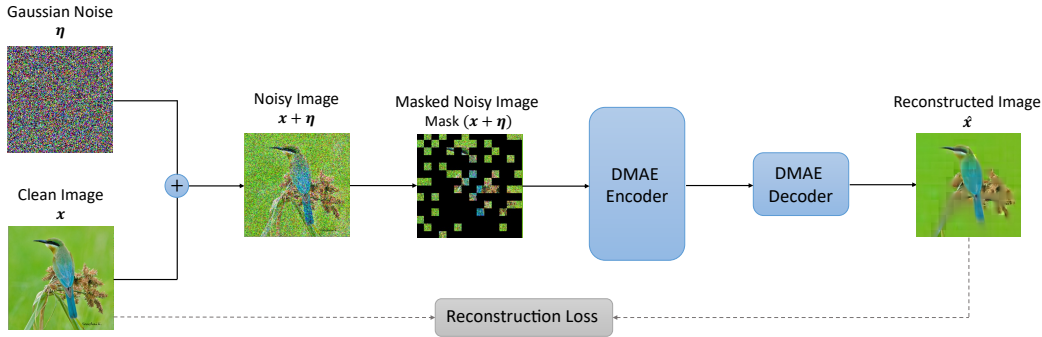 Gaussian Noise
η
Clean Image
x
+
Noisy Image
x + η
Masked Noisy Image
Mask (x + η)
DMAE
Encoder
DMAE
Decoder
Reconstructed Image
x̂
Reconstruction Loss